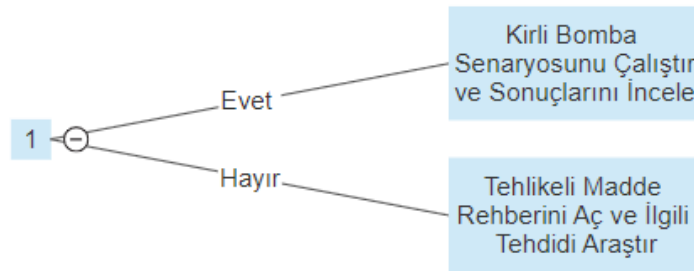 Kirli Bomba
Senaryosunu Çalıştır
ve Sonuçlarını İncele
Evet
1
Hayır
Tehlikeli Madde
Rehberini Aç ve İlgili
Tehdidi Araştır